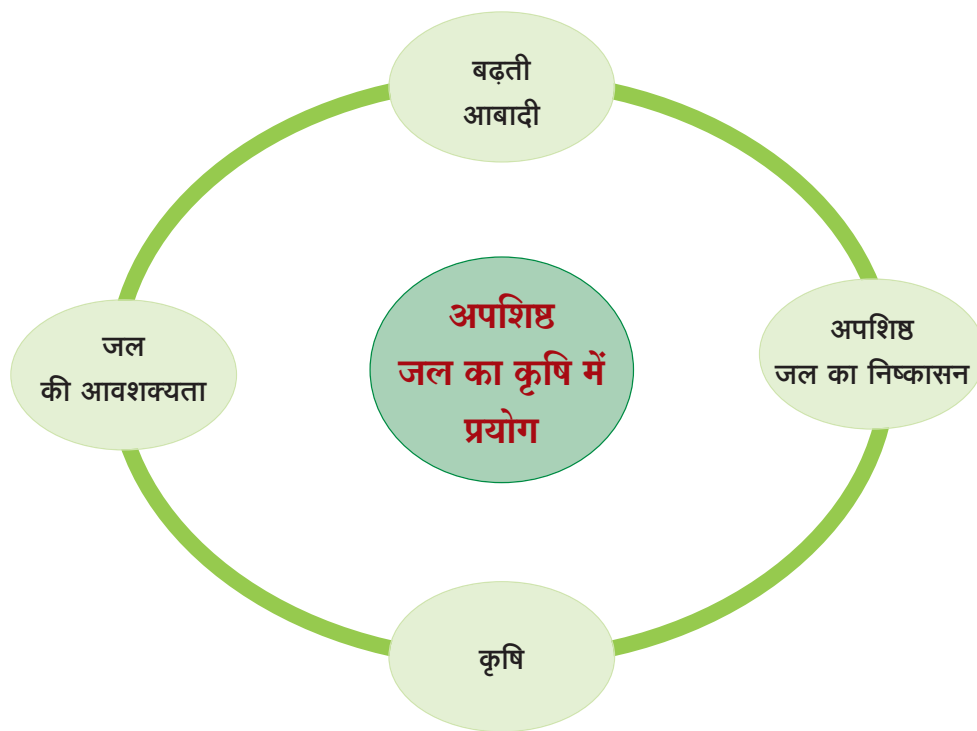 बढ़ती
आबादी
अपशिष्ठ
जल का कृषि में
प्रयोग
जल
की आवशक्यता
अपशिष्ठ
जल का निष्कासन
कृषि